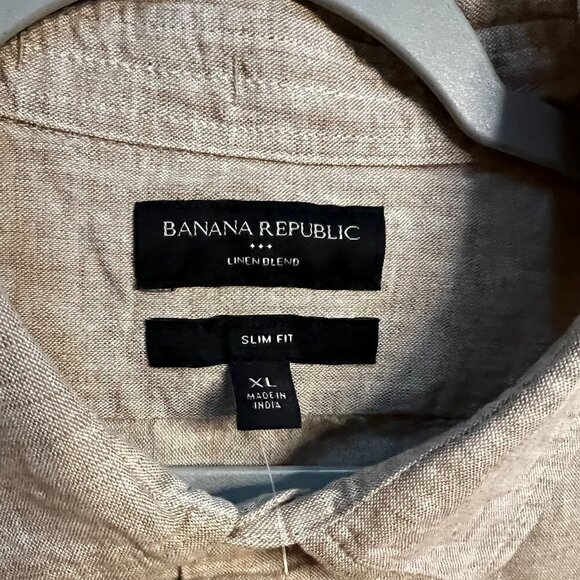 BANANA REPUBLIC
LINEN BLEND
SLIM FIT
XL
MADE IN
INDIA